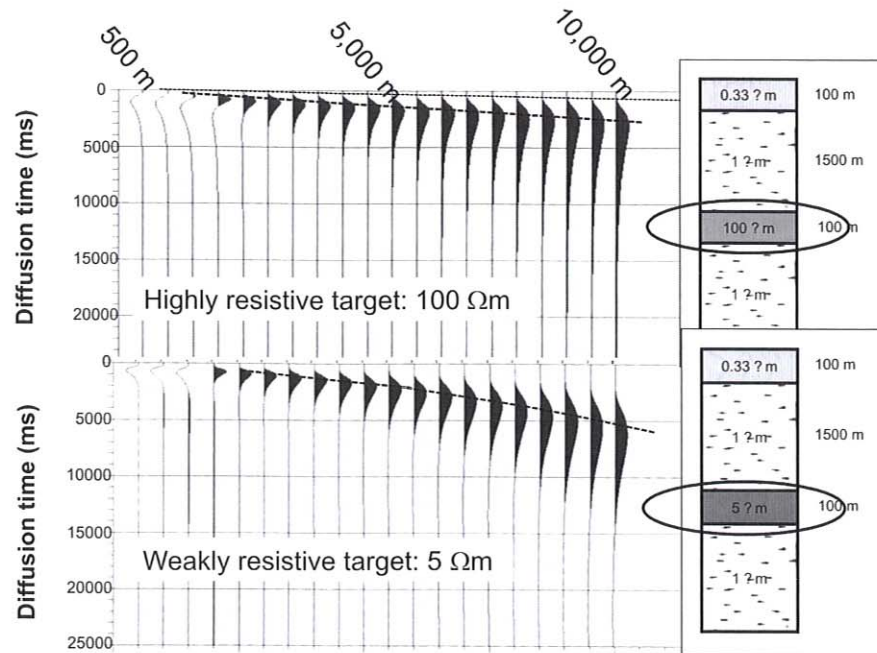 500 m
5,000 m
10,000 m
Diffusion time (ms)
0
5000
10000
15000
20000
Highly resistive target: 100 Ωm
0.33 ? m
100 m
1 ? m
1500 m
100 ? m
100 m
1 ? m
Diffusion time (ms)
0
5000
10000
15000
20000
25000
Weakly resistive target: 5 Ωm
0.33 ? m
100 m
1 ? m
1500 m
5 ? m
100 m
1 ? m